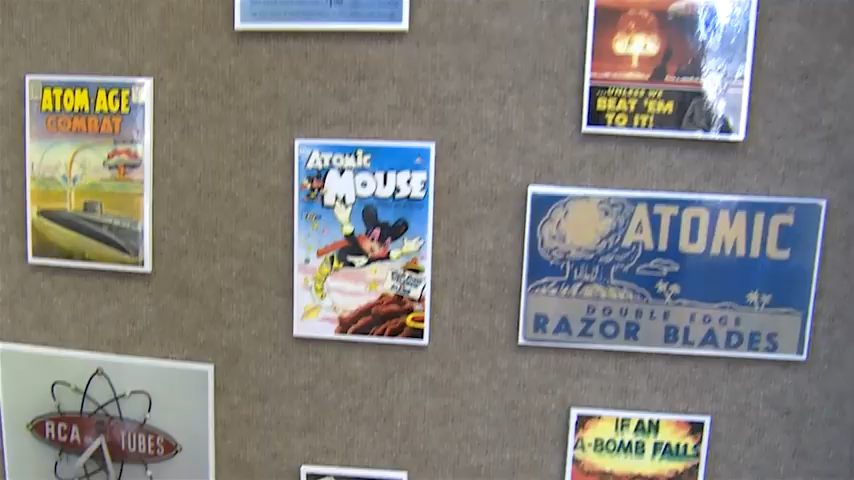 ATOM AGE
COMBAT
ATOMIC
MOUSE
...UNLESS WE
BEAT 'EM
TO IT!
ATOMIC
DOUBLE EDGE
RAZOR BLADES
RCA TUBES
IF AN
A-BOMB FALLS